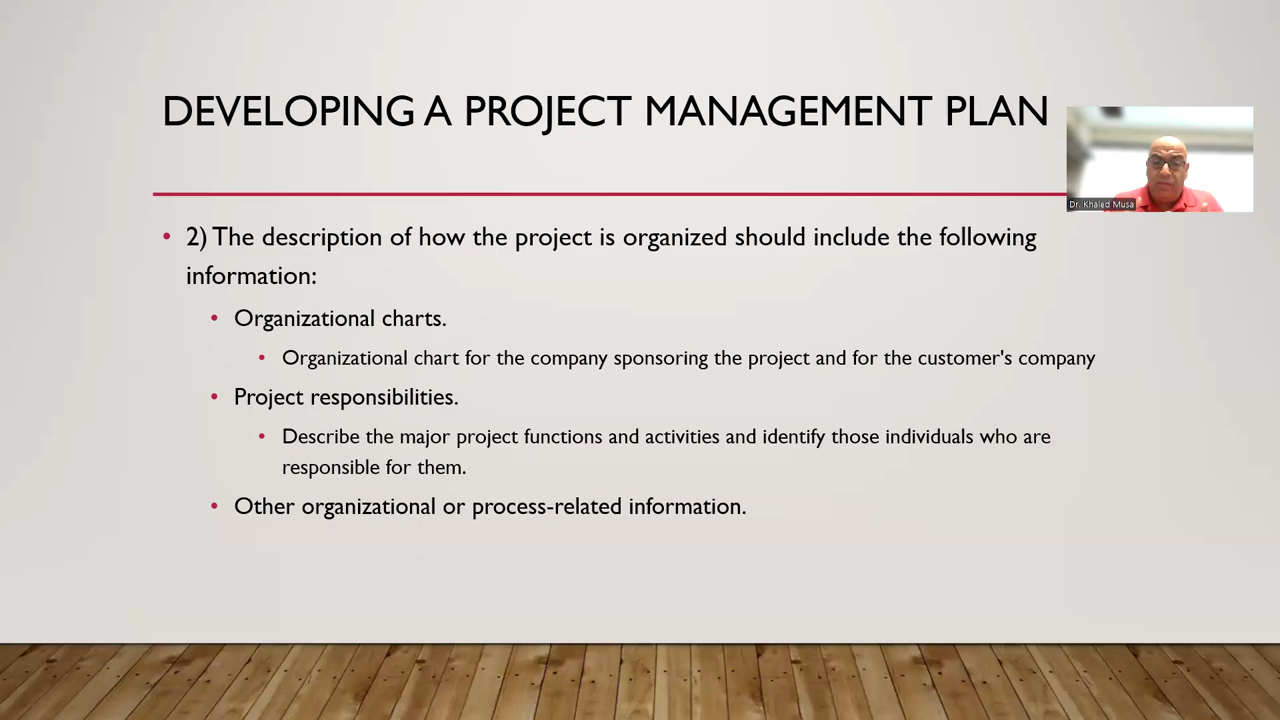 DEVELOPING A PROJECT MANAGEMENT PLAN
Dr. Khaled Musa
• 2) The description of how the project is organized should include the following
information:
• Organizational charts.
• Organizational chart for the company sponsoring the project and for the customer's company
• Project responsibilities.
• Describe the major project functions and activities and identify those individuals who are
responsible for them.
• Other organizational or process-related information.